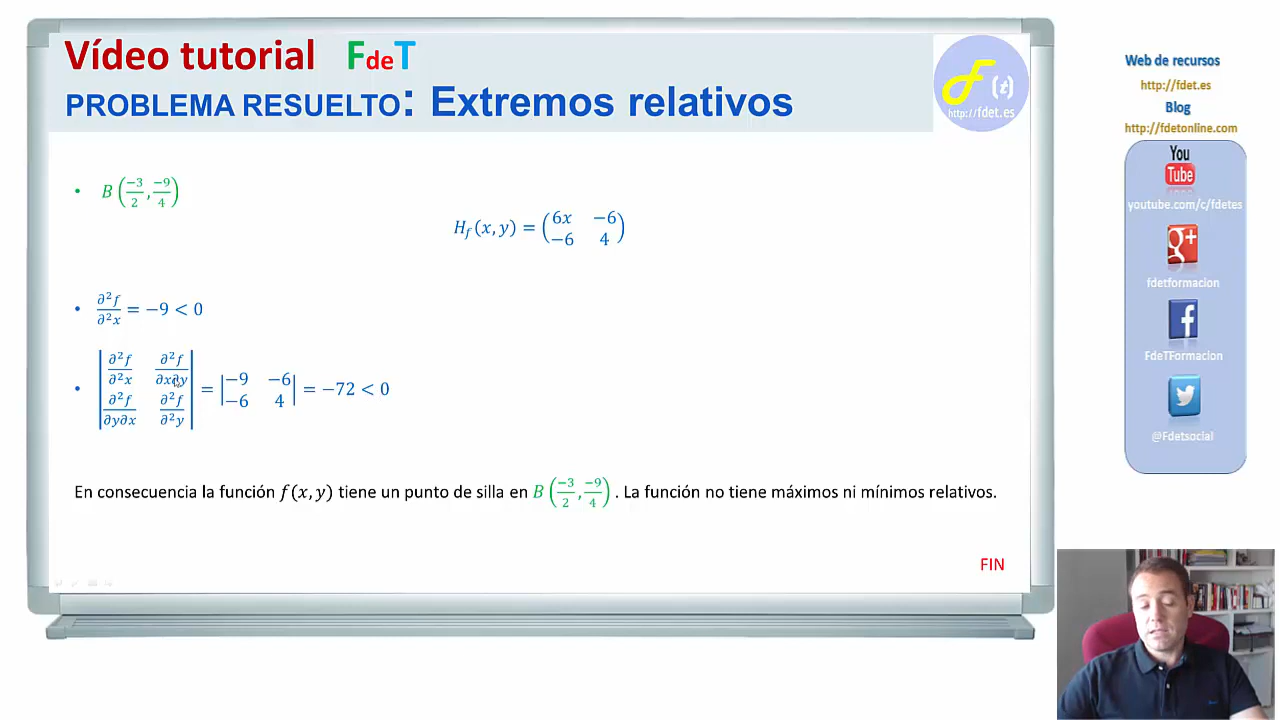 Vídeo tutorial FdeT
PROBLEMA RESUELTO: Extremos relativos
f(t)
http://fdet.es
• B(−3/2, −9/4)
H_f(x, y) = (6x −6
−6 4)
• ∂²f/∂²x = −9 < 0
• |∂²f/∂²x ∂²f/∂x∂y
∂²f/∂y∂x ∂²f/∂²y| = |−9 −6
−6 4| = −72 < 0
En consecuencia la función f(x, y) tiene un punto de silla en B(−3/2, −9/4) . La función no tiene máximos ni mínimos relativos.
FIN
Web de recursos
http://fdet.es
Blog
http://fdetonline.com
You
Tube
youtube.com/c/fdetes
g+
fdetformacion
f
FdeTFormacion
@Fdetsocial